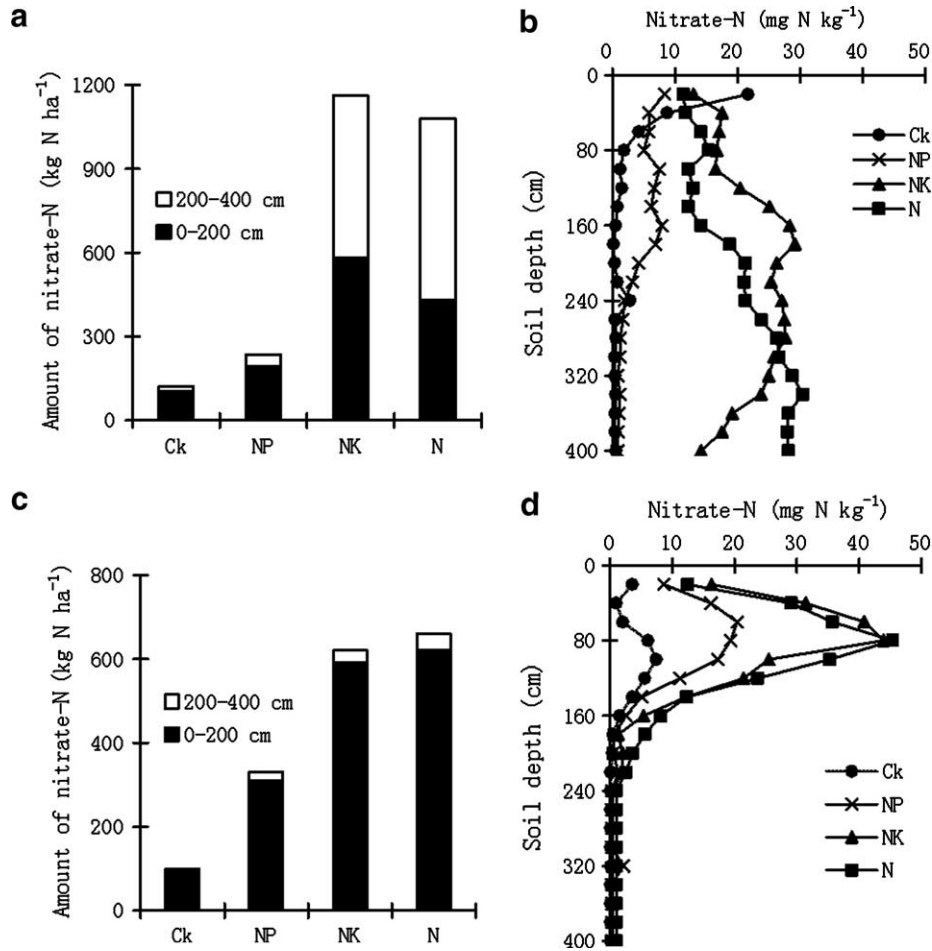 a
Amount of nitrate-N (kg N ha⁻¹)
1200
900
600
300
0
200-400 cm
0-200 cm
Ck NP NK N
b
Nitrate-N (mg N kg⁻¹)
0 10 20 30 40 50
Soil depth (cm)
0
80
160
240
320
400
Ck
NP
NK
N
c
Amount of nitrate-N (kg N ha⁻¹)
800
600
400
200
0
200-400 cm
0-200 cm
Ck NP NK N
d
Nitrate-N (mg N kg⁻¹)
0 10 20 30 40 50
Soil depth (cm)
0
80
160
240
320
400
Ck
NP
NK
N